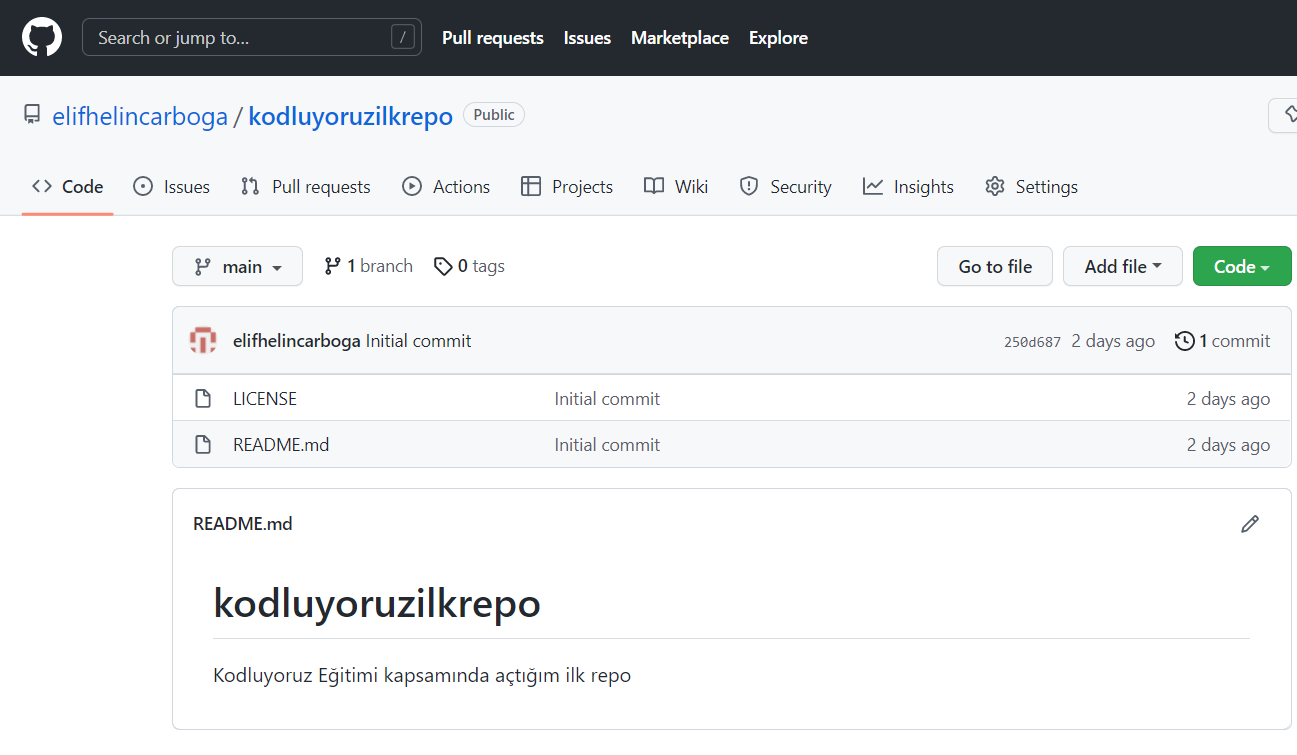 Search or jump to... /
Pull requests Issues Marketplace Explore
elifhelincarboga / kodluyoruzilkrepo Public
Code Issues Pull requests Actions Projects Wiki Security Insights Settings
main 1 branch 0 tags Go to file Add file Code
elifhelincarboga Initial commit 250d687 2 days ago 1 commit
LICENSE Initial commit 2 days ago
README.md Initial commit 2 days ago
README.md
kodluyoruzilkrepo
Kodluyoruz Eğitimi kapsamında açtığım ilk repo